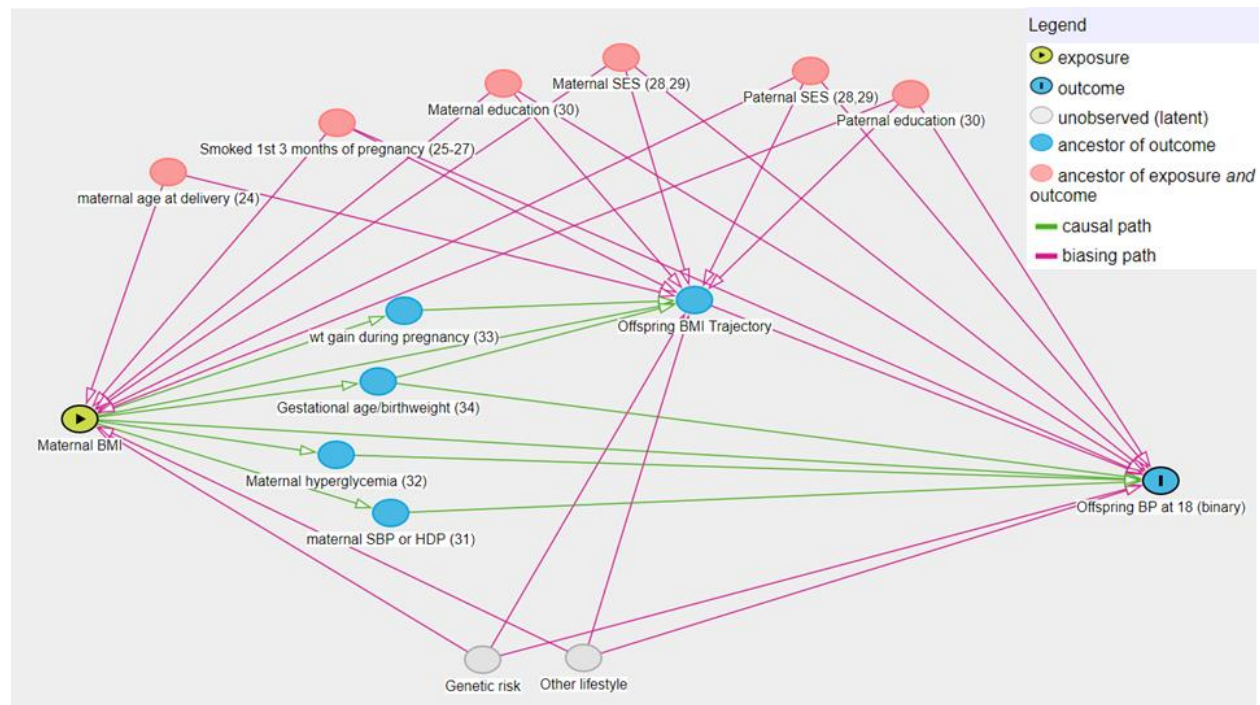 Legend
exposure
outcome
unobserved (latent)
ancestor of outcome
ancestor of exposure and
outcome
causal path
biasing path
Maternal SES (28,29)
Paternal SES (28,29)
Maternal education (30)
Paternal education (30)
Smoked 1st 3 months of pregnancy (25-27)
maternal age at delivery (24)
Offspring BMI Trajectory
wt gain during pregnancy (33)
Gestational age/birthweight (34)
Maternal BMI
Maternal hyperglycemia (32)
Offspring BP at 18 (binary)
maternal SBP or HDP (31)
Genetic risk
Other lifestyle